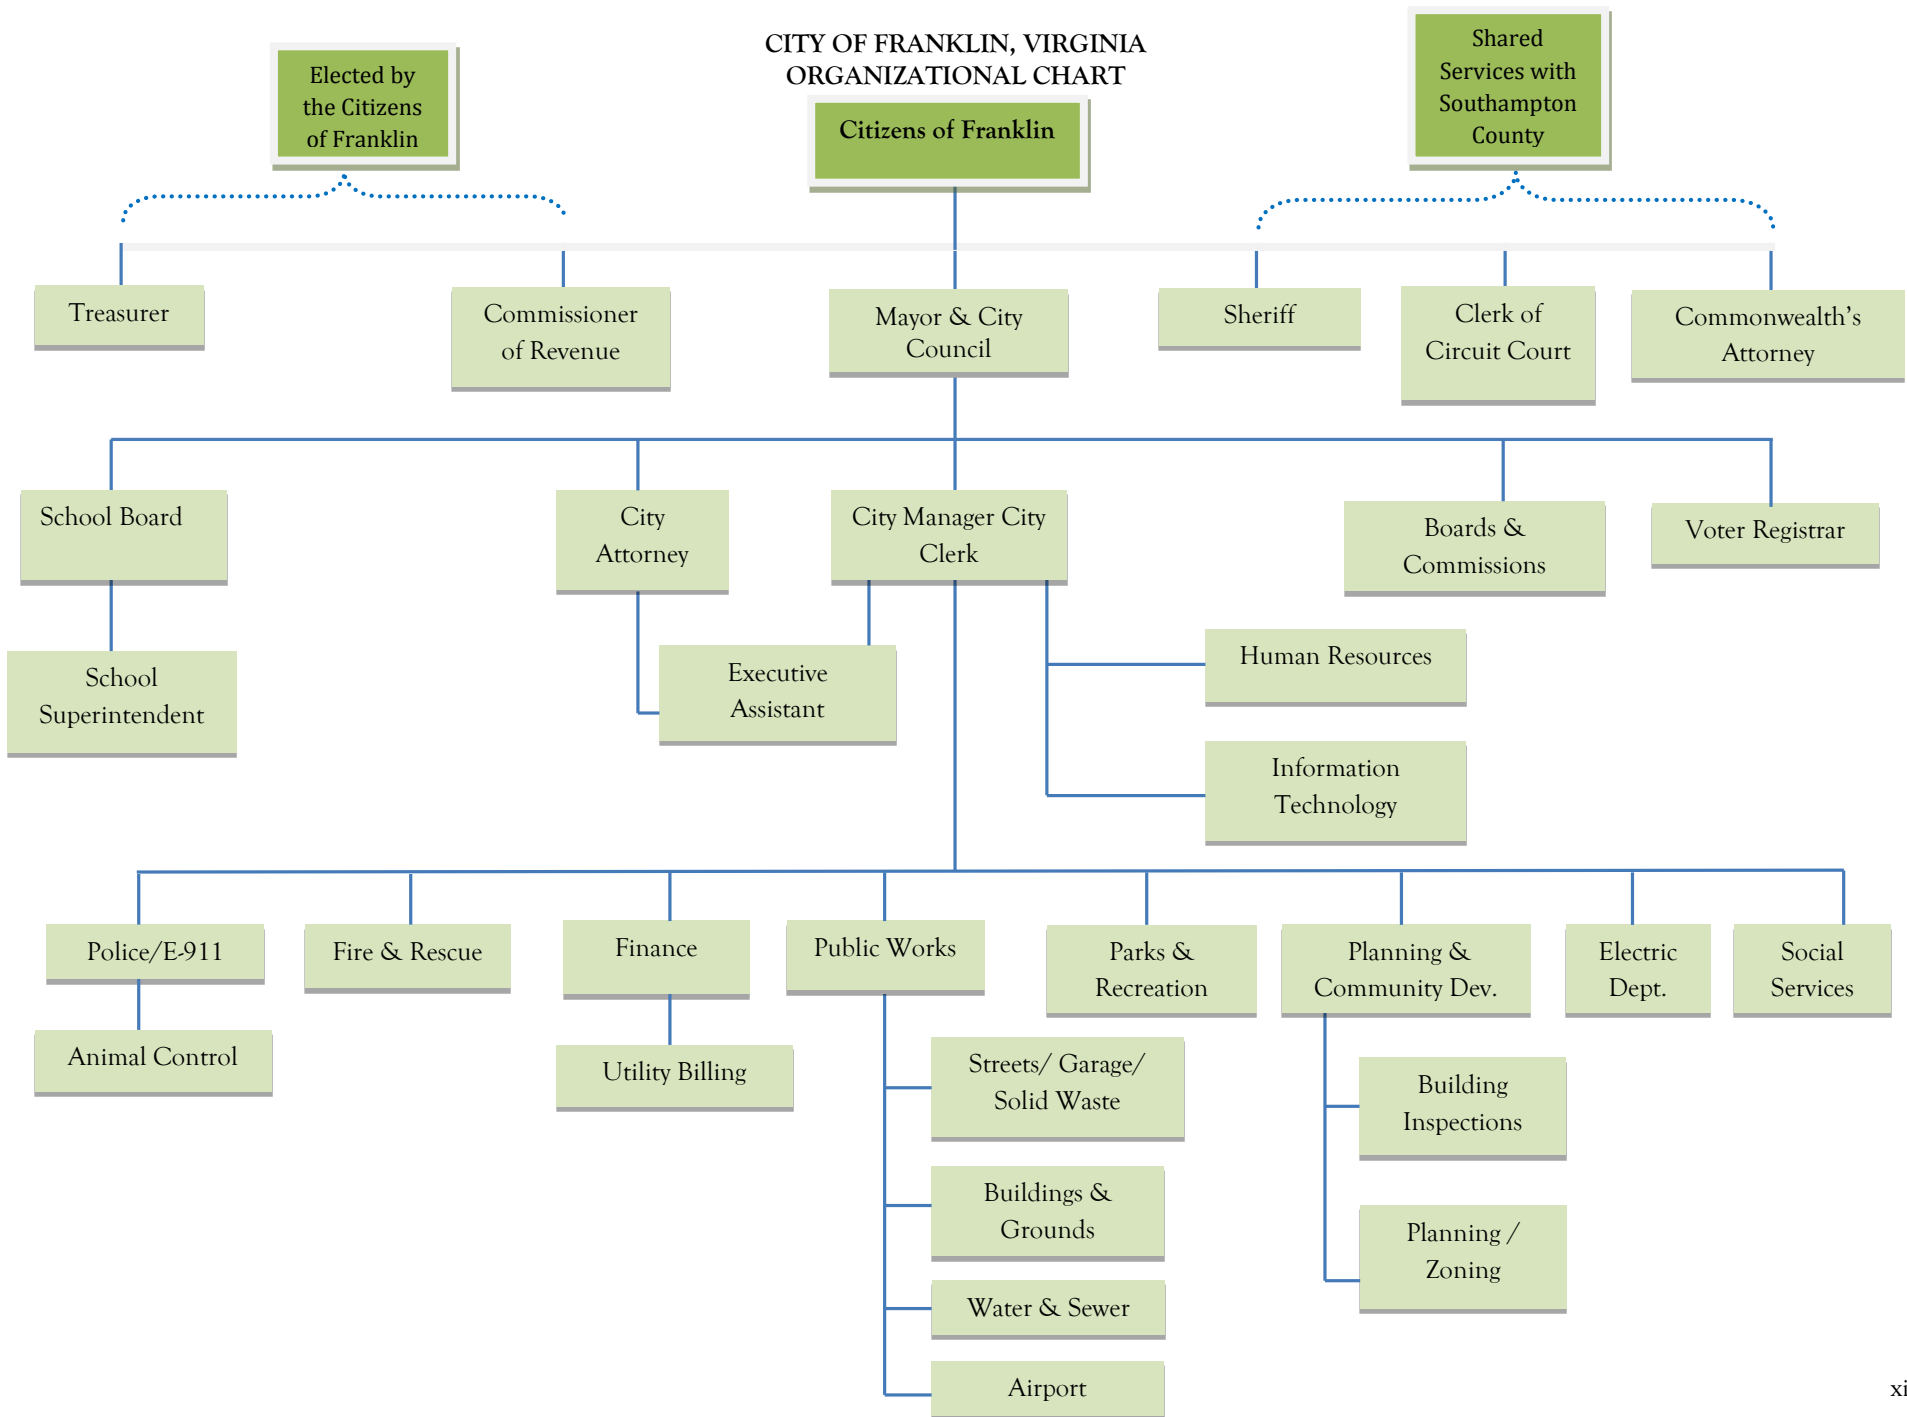 CITY OF FRANKLIN, VIRGINIA
ORGANIZATIONAL CHART
Elected by
the Citizens
of Franklin
Citizens of Franklin
Shared
Services with
Southampton
County
Treasurer
Commissioner
of Revenue
Mayor & City
Council
Sheriff
Clerk of
Circuit Court
Commonwealth's
Attorney
School Board
City
Attorney
City Manager City
Clerk
Boards &
Commissions
Voter Registrar
School
Superintendent
Executive
Assistant
Human Resources
Information
Technology
Police/E-911
Fire & Rescue
Finance
Public Works
Parks &
Recreation
Planning &
Community Dev.
Electric
Dept.
Social
Services
Animal Control
Utility Billing
Streets/ Garage/
Solid Waste
Building
Inspections
Buildings &
Grounds
Planning /
Zoning
Water & Sewer
Airport
xi